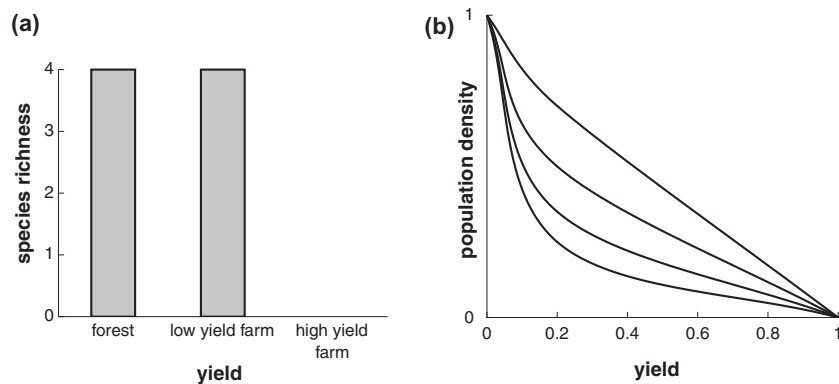 (a)
species richness
4
3
2
1
0
forest
low yield farm
high yield
farm
yield
(b)
population density
1
0
0
0.2
0.4
0.6
0.8
1
yield